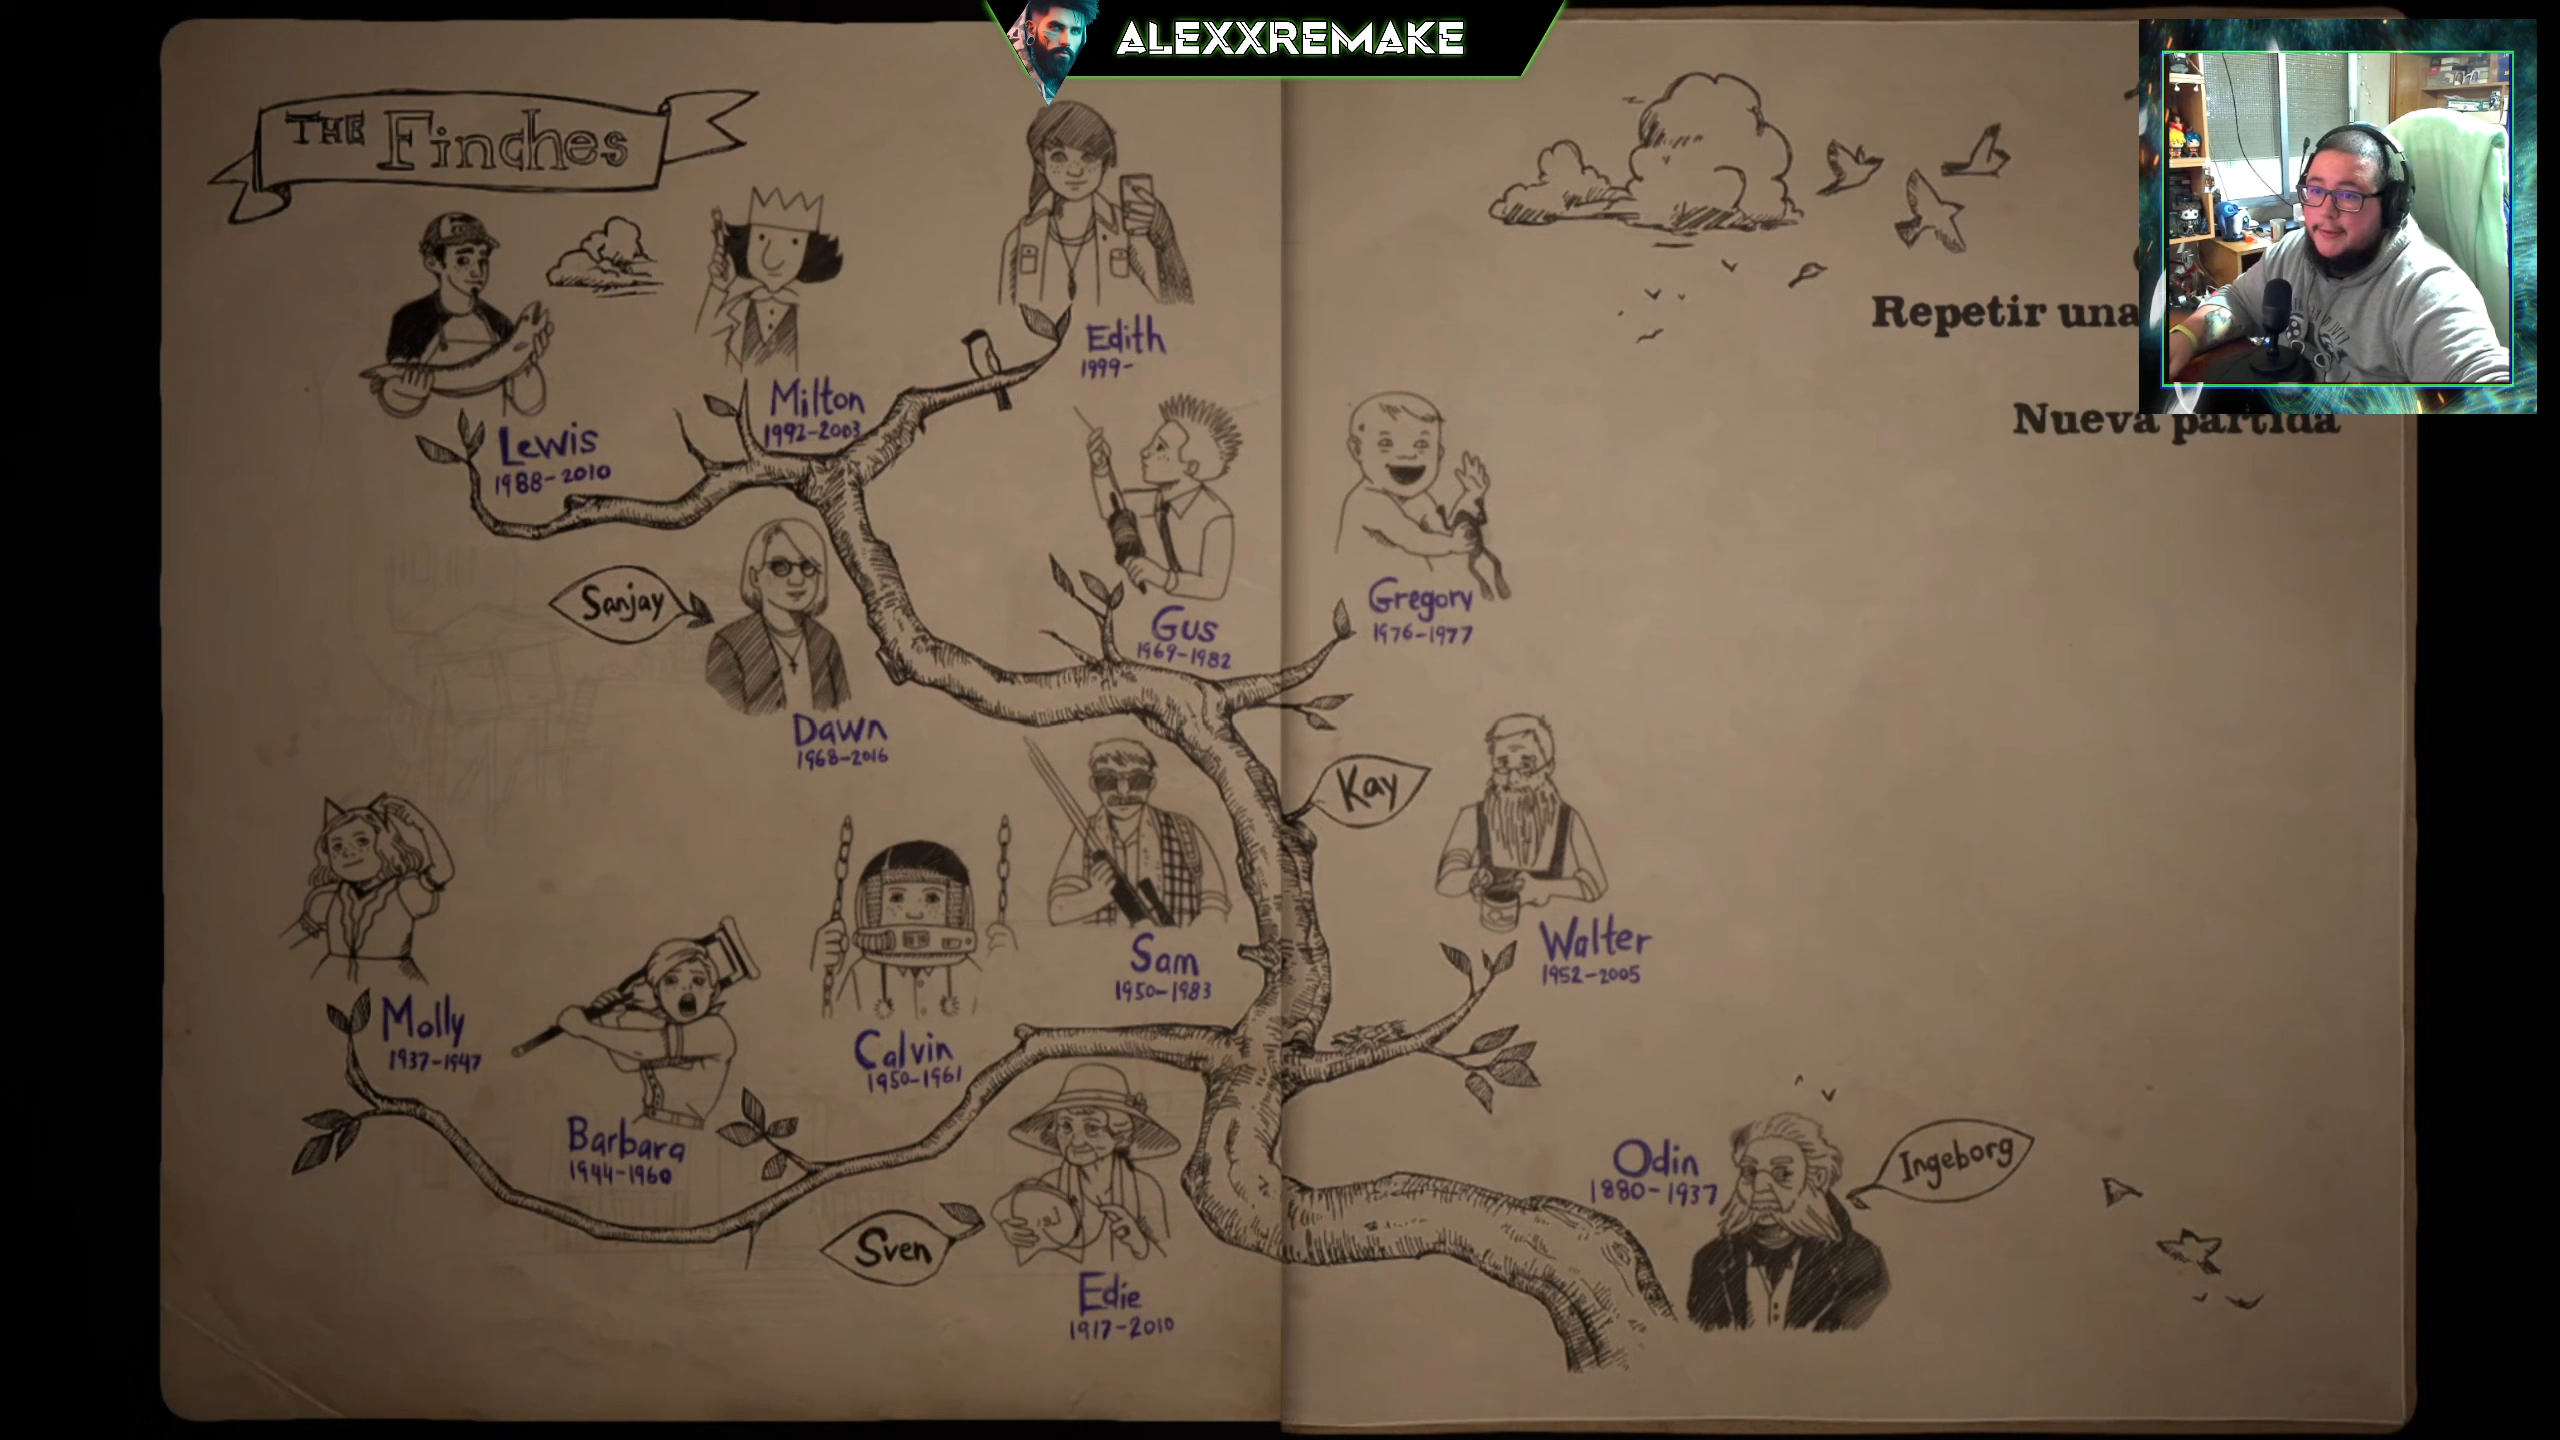 ALEXXREMAKE
THE Finches
Edith
1999-
Milton
1992-2003
Lewis
1988-2010
Repetir una
Nueva partida
Sanjay
Dawn
1968-2016
Gus
1969-1982
Gregory
1976-1977
Kay
Walter
1952-2005
Sam
1950-1983
Molly
1937-1947
Calvin
1950-1961
Barbara
1944-1960
Sven
Edie
1917-2010
Odin
1880-1937
Ingeborg